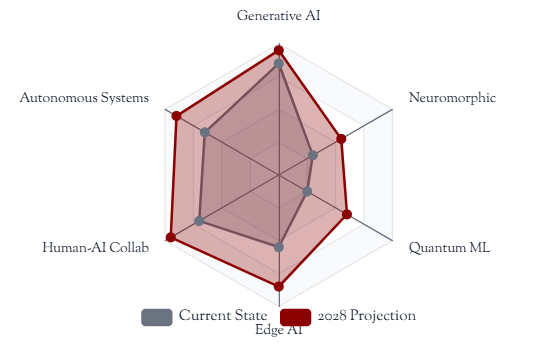 Generative AI
Autonomous Systems
Neuromorphic
Human-AI Collab
Quantum ML
Current State
2028 Projection
Edge AI